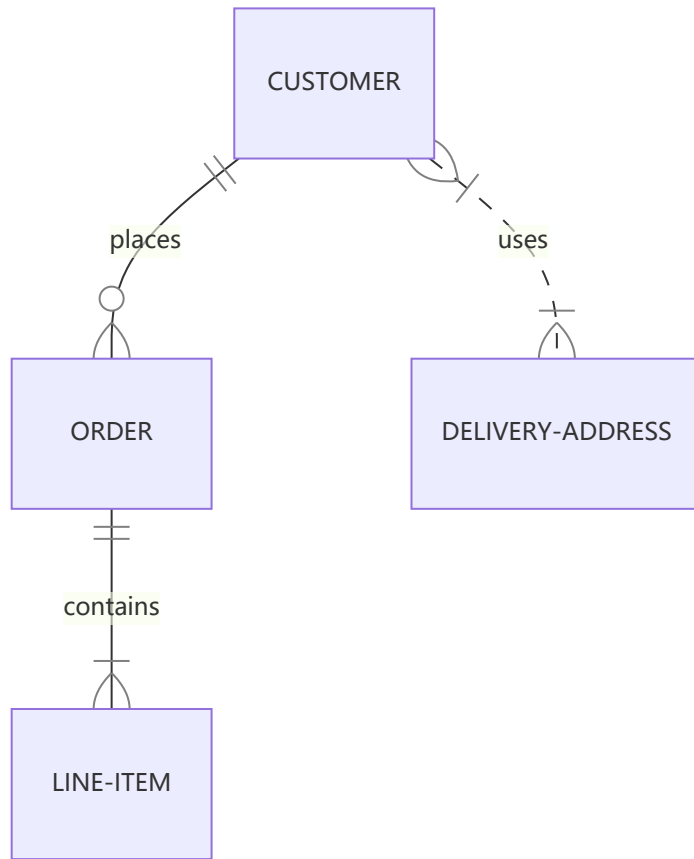 CUSTOMER
places
uses
ORDER
DELIVERY-ADDRESS
contains
LINE-ITEM